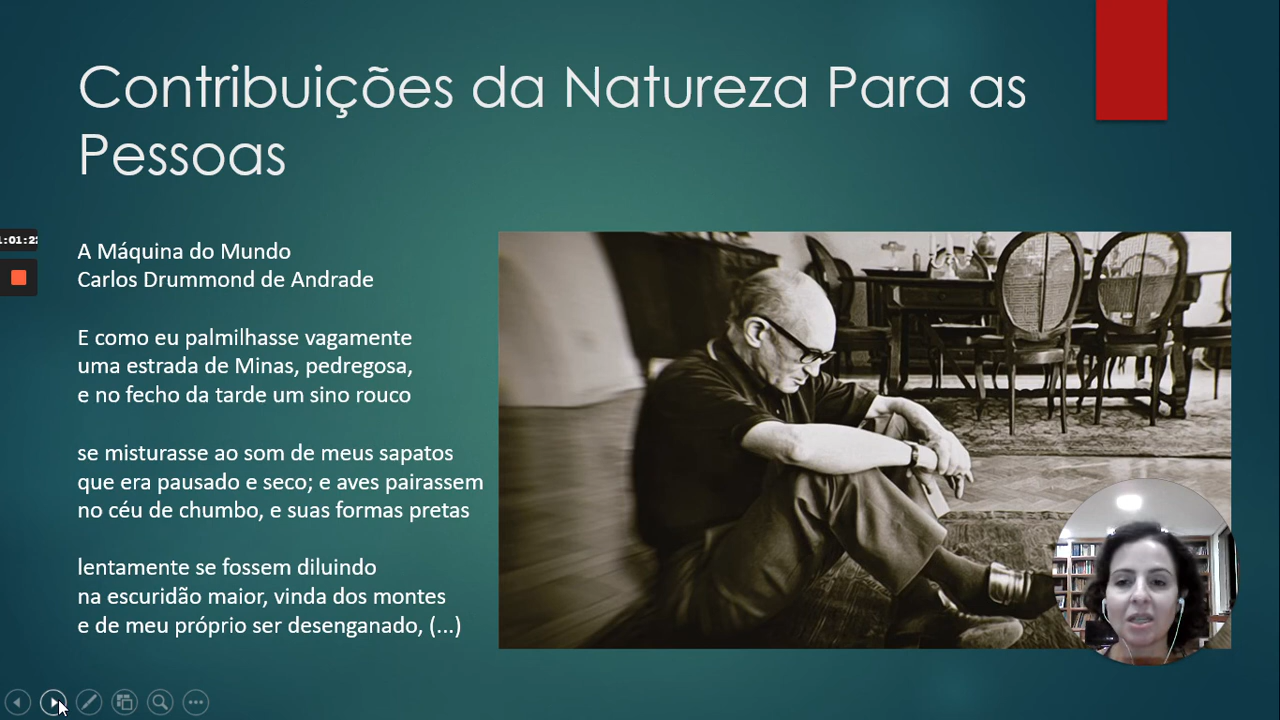 Contribuições da Natureza Para as
Pessoas
A Máquina do Mundo
Carlos Drummond de Andrade
E como eu palmilhasse vagamente
uma estrada de Minas, pedregosa,
e no fecho da tarde um sino rouco
se misturasse ao som de meus sapatos
que era pausado e seco; e aves pairassem
no céu de chumbo, e suas formas pretas
lentamente se fossem diluindo
na escuridão maior, vinda dos montes
e de meu próprio ser desenganado, (...)